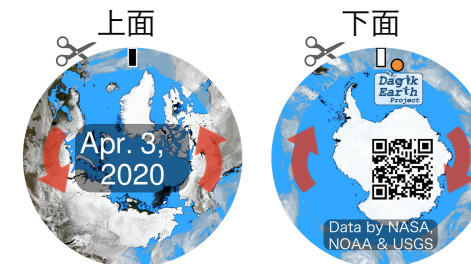 上面
下面
Dagik
Earth
Project
Apr. 3,
2020
Data by NASA,
NOAA & USGS